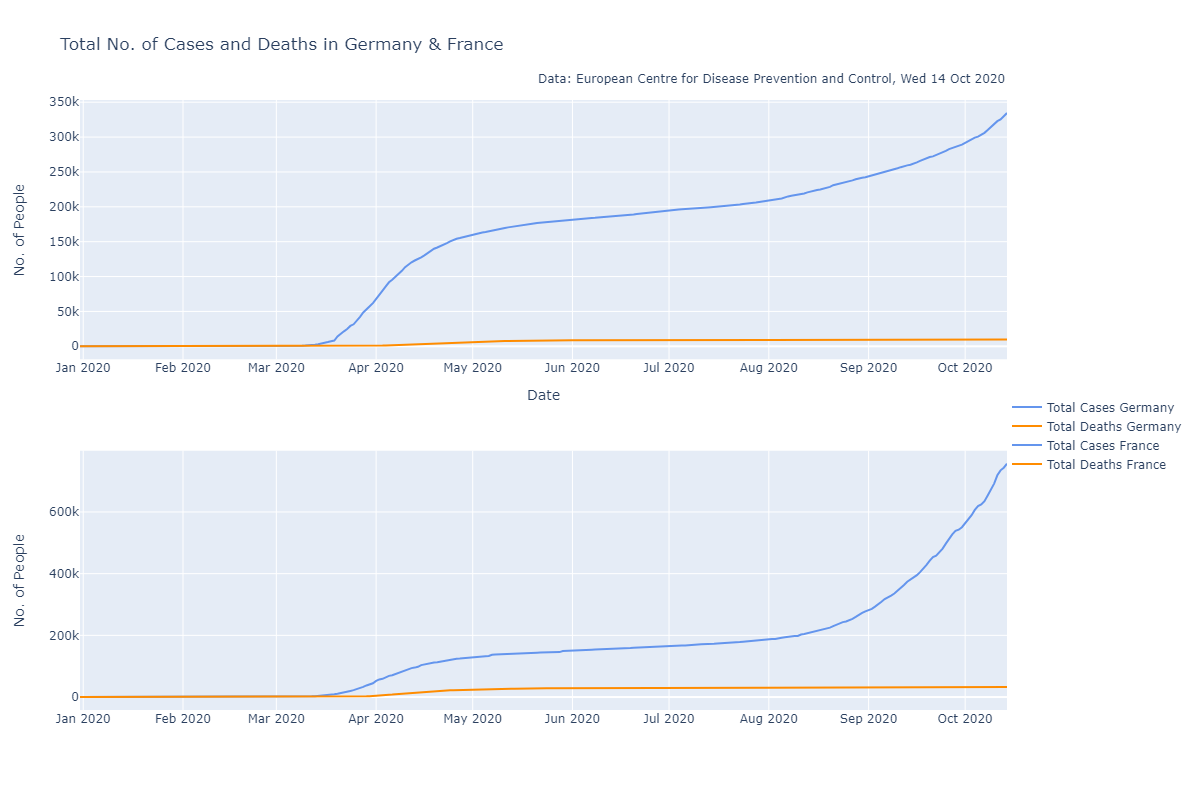 Total No. of Cases and Deaths in Germany & France
Data: European Centre for Disease Prevention and Control, Wed 14 Oct 2020
350k
300k
250k
200k
150k
100k
50k
0
No. of People
Jan 2020 Feb 2020 Mar 2020 Apr 2020 May 2020 Jun 2020 Jul 2020 Aug 2020 Sep 2020 Oct 2020
Date
Total Cases Germany
Total Deaths Germany
Total Cases France
Total Deaths France
600k
400k
200k
0
No. of People
Jan 2020 Feb 2020 Mar 2020 Apr 2020 May 2020 Jun 2020 Jul 2020 Aug 2020 Sep 2020 Oct 2020